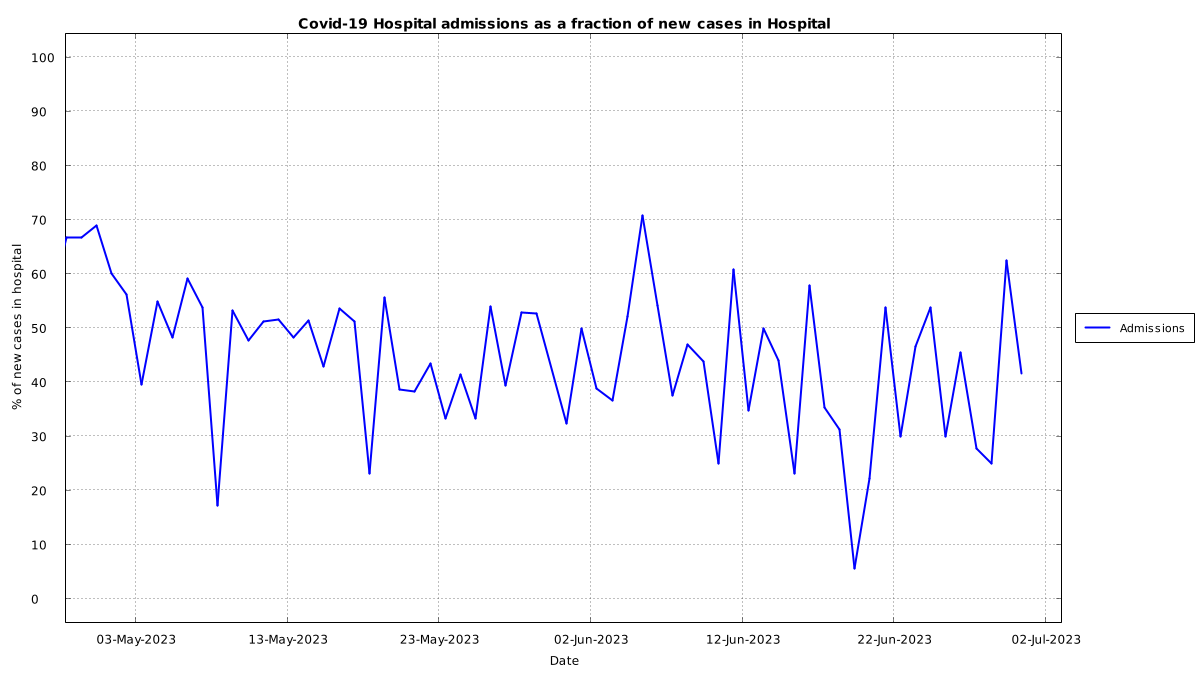 Covid-19 Hospital admissions as a fraction of new cases in Hospital
100
90
80
70
60
50
40
30
20
10
0
% of new cases in hospital
03-May-2023
13-May-2023
23-May-2023
02-Jun-2023
12-Jun-2023
22-Jun-2023
02-Jul-2023
Date
Admissions